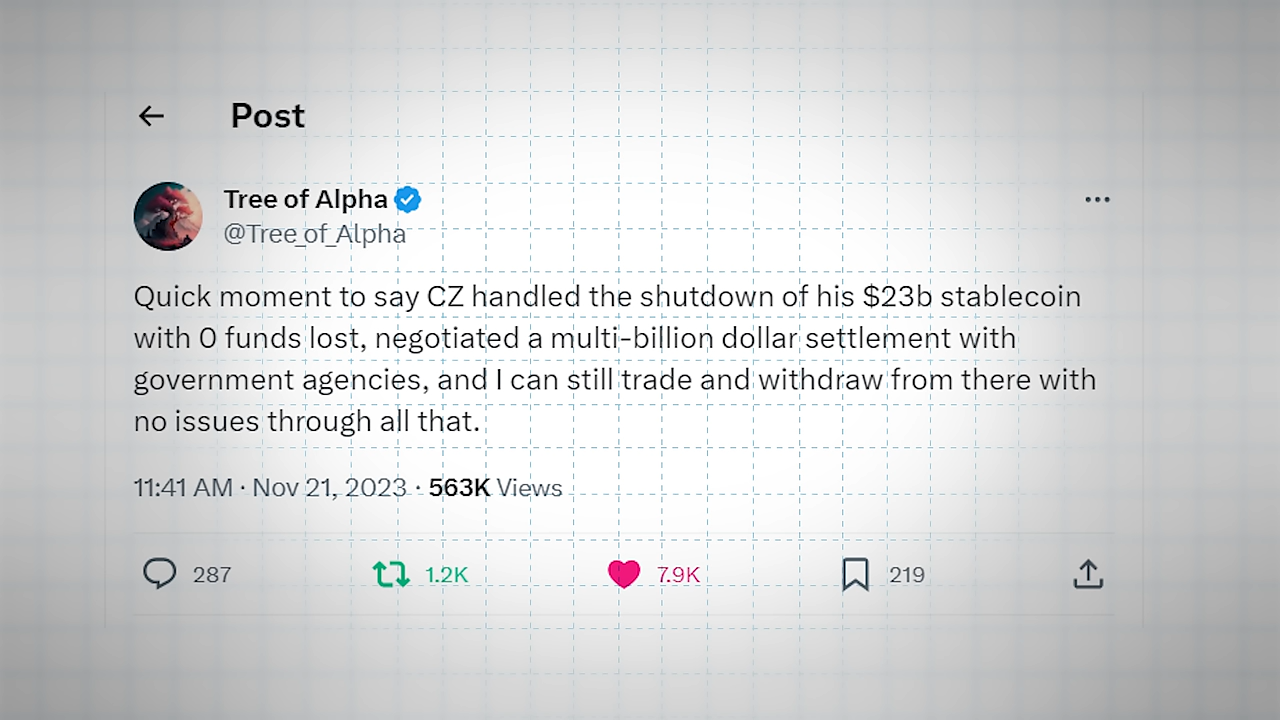 Post
Tree of Alpha
@Tree_of_Alpha
Quick moment to say CZ handled the shutdown of his $23b stablecoin
with 0 funds lost, negotiated a multi-billion dollar settlement with
government agencies, and I can still trade and withdraw from there with
no issues through all that.
11:41 AM · Nov 21, 2023 · 563K Views
287 1.2K 7.9K 219